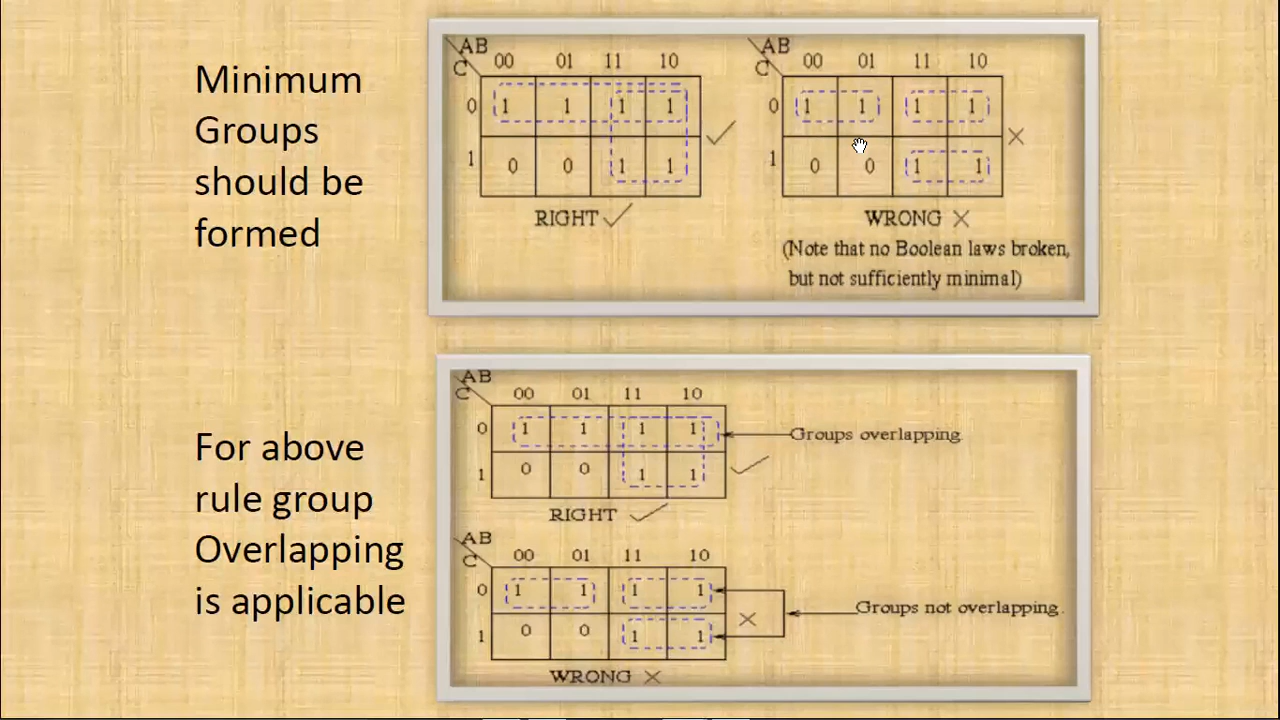 Minimum
Groups
should be
formed
AB
C
00 01 11 10
0 1 1 1 1
1 0 0 1 1
RIGHT
AB
C
00 01 11 10
0 1 1 1 1
1 0 0 1 1
WRONG
(Note that no Boolean laws broken,
but not sufficiently minimal)
For above
rule group
Overlapping
is applicable
AB
C
00 01 11 10
0 1 1 1 1
Groups overlapping.
1 0 0 1 1
RIGHT
AB
C
00 01 11 10
0 1 1 1 1
Groups not overlapping.
1 0 0 1 1
WRONG